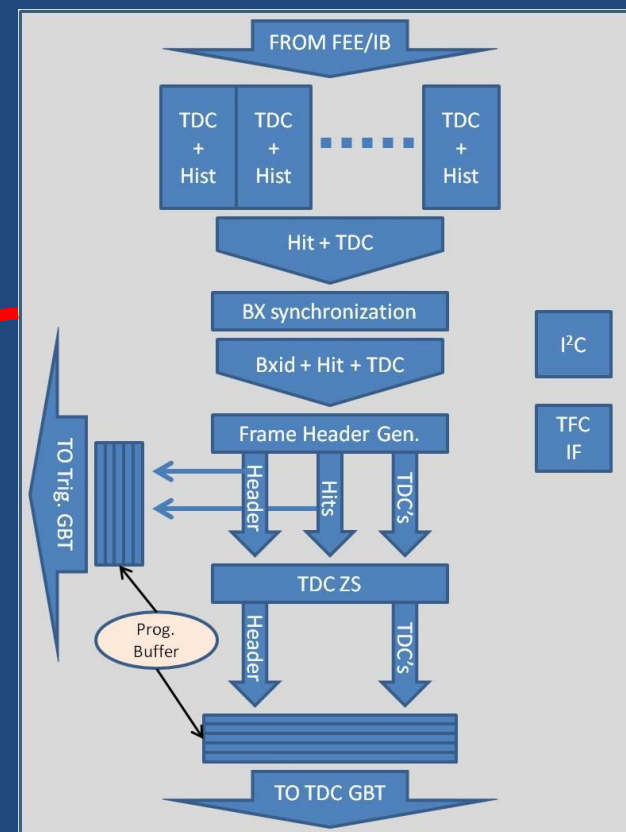 FROM FEE/IB
TDC
+
Hist
TDC
+
Hist
TDC
+
Hist
Hit + TDC
BX synchronization
I²C
Bxid + Hit + TDC
TFC
IF
Frame Header Gen.
TO Trig. GBT
Header
Hits
TDC's
TDC ZS
Prog.
Buffer
Header
TDC's
TO TDC GBT